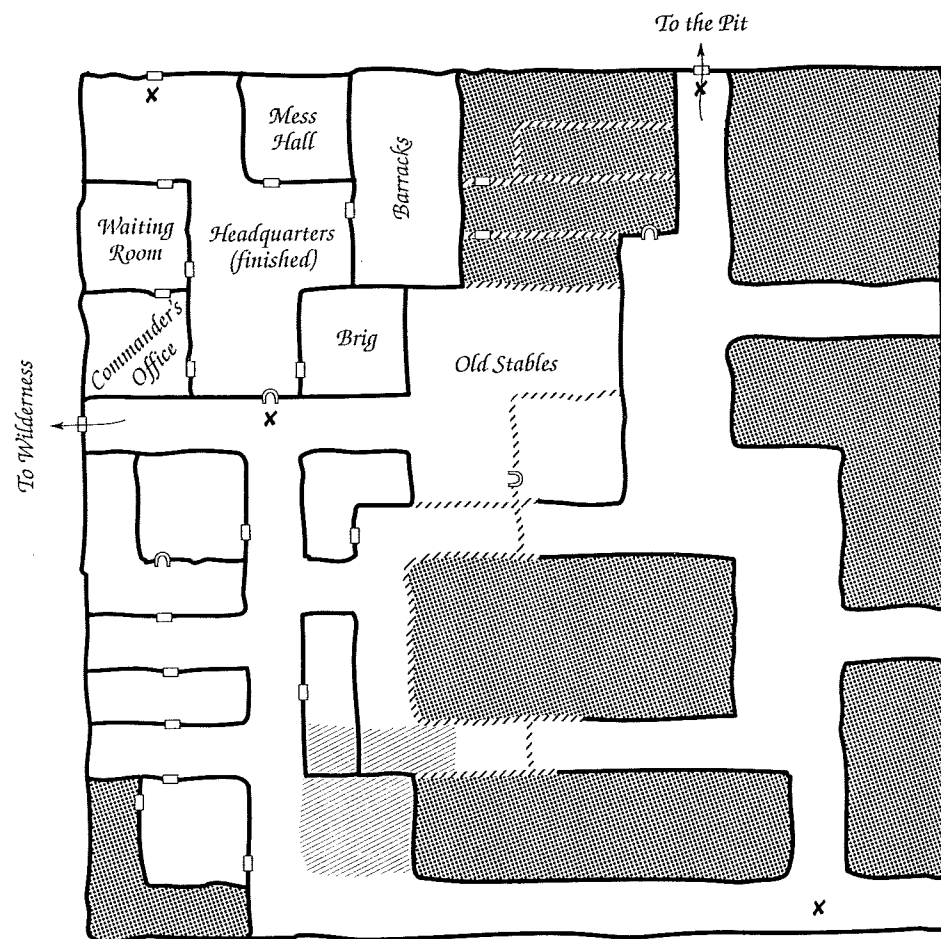 To the Pit
Mess
Hall
Barracks
Waiting
Room
Headquarters
(finished)
Commander's
Office
Brig
Old Stables
To Wilderness